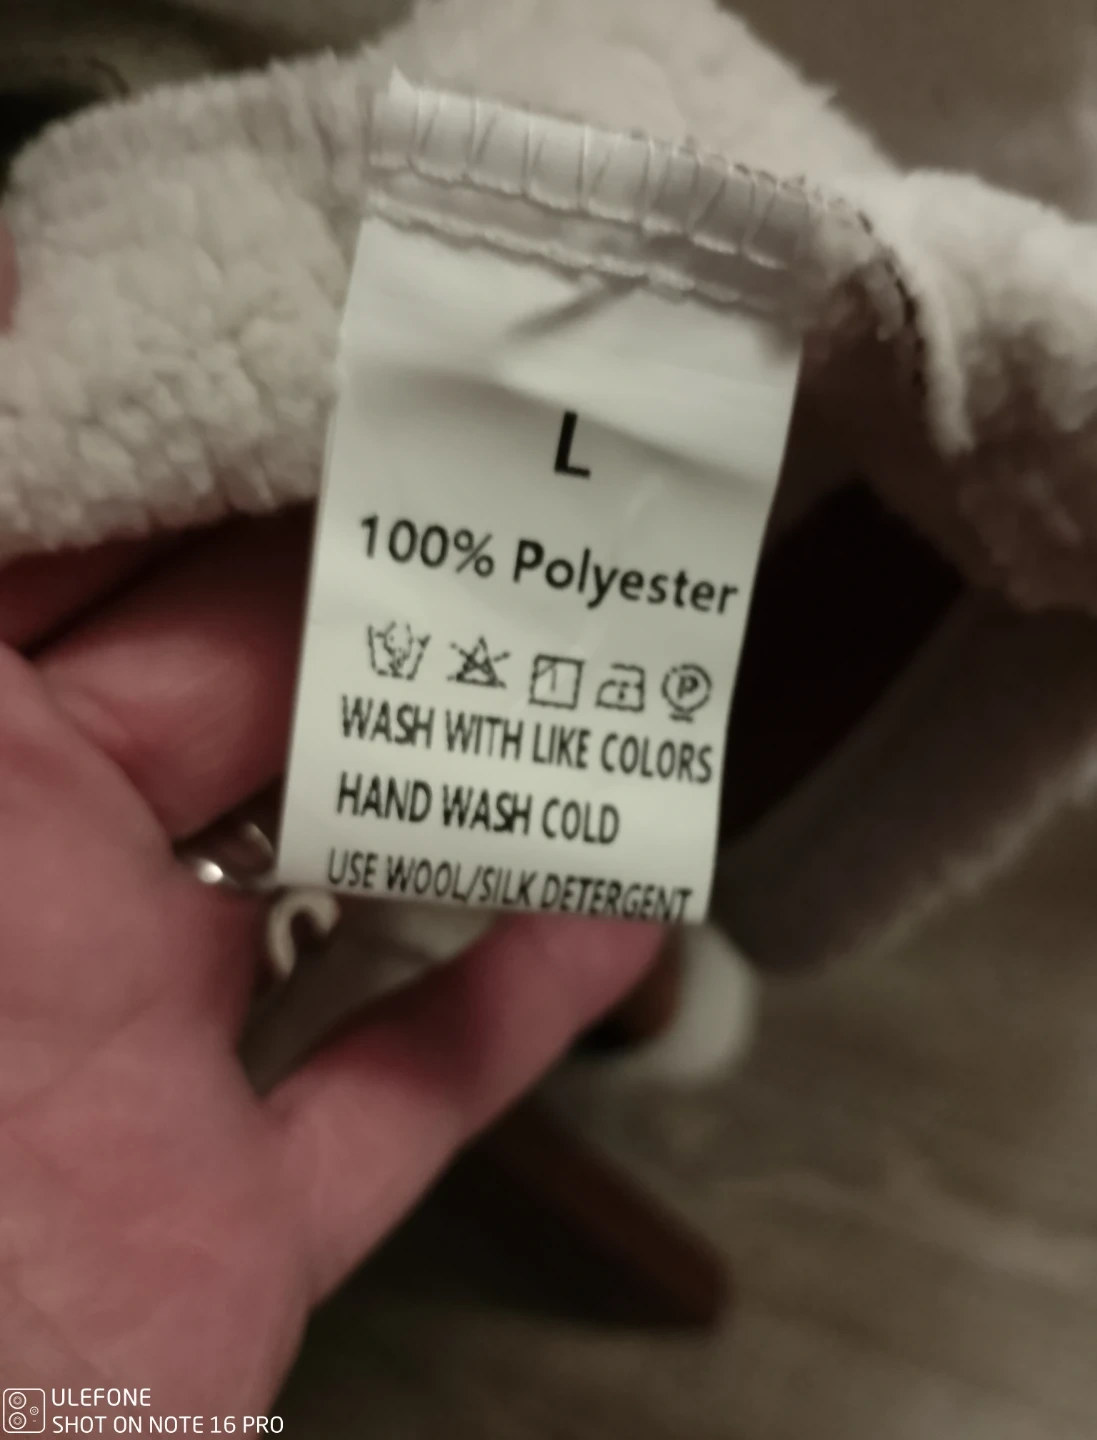 L
100% Polyester
P
WASH WITH LIKE COLORS
HAND WASH COLD
USE WOOL/SILK DETERGENT
ULEFONE
SHOT ON NOTE 16 PRO